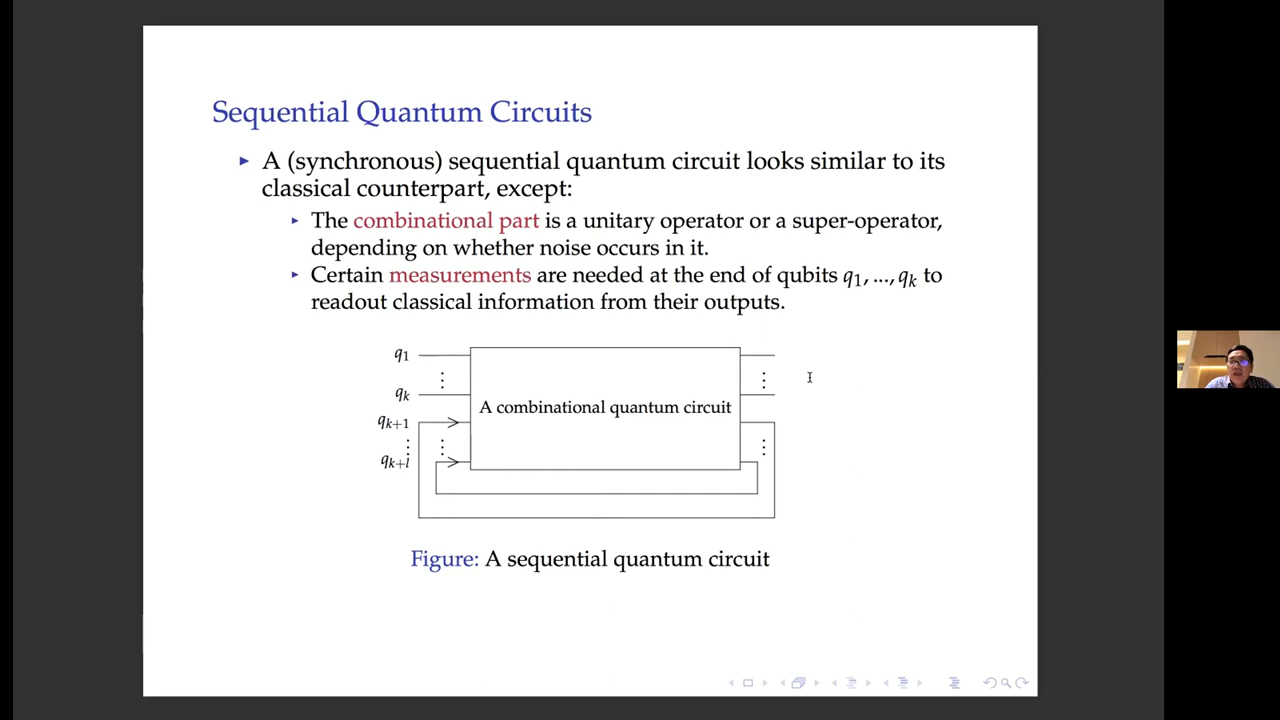 Sequential Quantum Circuits
A (synchronous) sequential quantum circuit looks similar to its
classical counterpart, except:
The combinational part is a unitary operator or a super-operator,
depending on whether noise occurs in it.
Certain measurements are needed at the end of qubits q1, ..., qk to
readout classical information from their outputs.
q1
qk
qk+1
qk+l
A combinational quantum circuit
Figure: A sequential quantum circuit